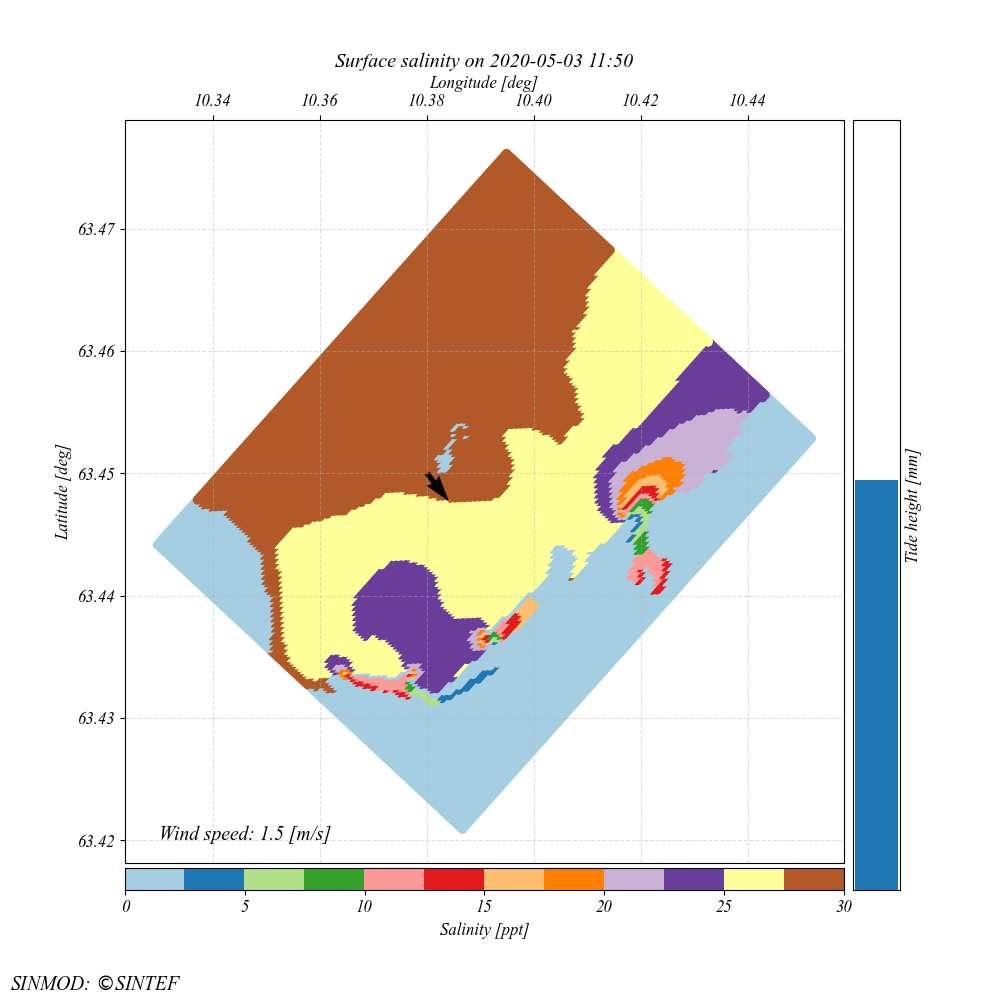 Surface salinity on 2020-05-03 11:50
Longitude [deg]
10.34 10.36 10.38 10.40 10.42 10.44
63.47
63.46
63.45
63.44
63.43
63.42
Latitude [deg]
Tide height [mm]
Wind speed: 1.5 [m/s]
0 5 10 15 20 25 30
Salinity [ppt]
SINMOD: ©SINTEF